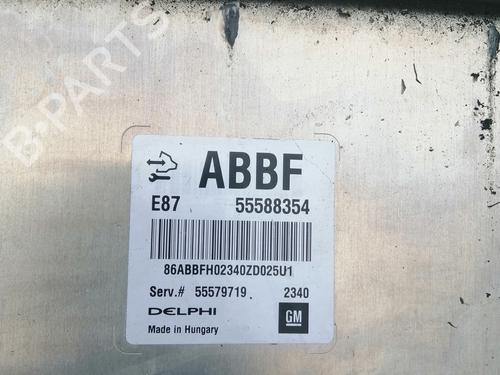 B-PARTS
ABBF
E87 55588354
86ABBFH02340ZD025U1
Serv.# 55579719 2340
DELPHI
Made in Hungary GM